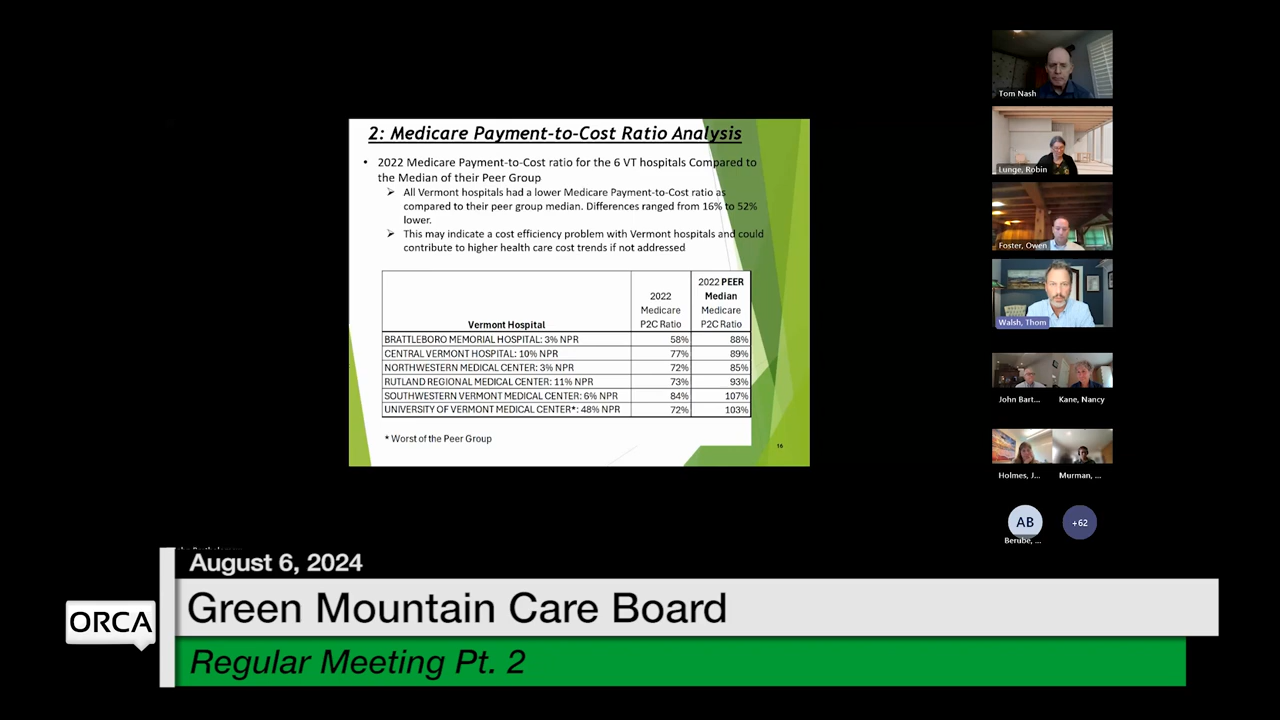 2: Medicare Payment-to-Cost Ratio Analysis
• 2022 Medicare Payment-to-Cost ratio for the 6 VT hospitals Compared to
the Median of their Peer Group
➢ All Vermont hospitals had a lower Medicare Payment-to-Cost ratio as
compared to their peer group median. Differences ranged from 16% to 52%
lower.
➢ This may indicate a cost efficiency problem with Vermont hospitals and could
contribute to higher health care cost trends if not addressed
Vermont Hospital 2022 Medicare P2C Ratio 2022 PEER Median Medicare P2C Ratio
BRATTLEBORO MEMORIAL HOSPITAL: 3% NPR 58% 88%
CENTRAL VERMONT HOSPITAL: 10% NPR 77% 89%
NORTHWESTERN MEDICAL CENTER: 3% NPR 72% 85%
RUTLAND REGIONAL MEDICAL CENTER: 11% NPR 73% 93%
SOUTHWESTERN VERMONT MEDICAL CENTER: 6% NPR 84% 107%
UNIVERSITY OF VERMONT MEDICAL CENTER*: 48% NPR 72% 103%
* Worst of the Peer Group
16
Tom Nash
Lunge, Robin
Foster, Owen
Walsh, Thom
John Bart... Kane, Nancy
Holmes, J... Murman, ...
AB +62
Berube, ...
August 6, 2024
ORCA
Green Mountain Care Board
Regular Meeting Pt. 2